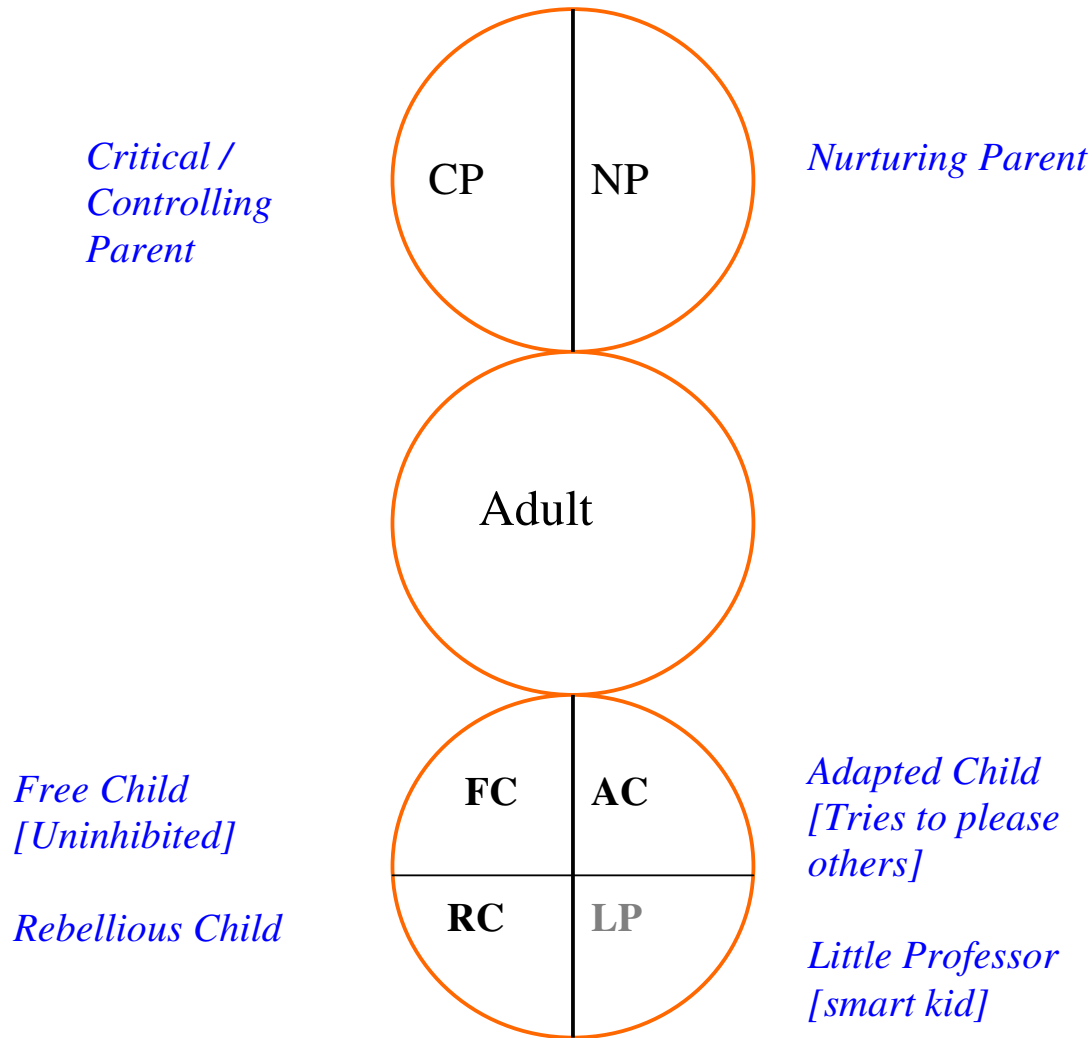 Critical /
Controlling
Parent
CP
NP
Nurturing Parent
Adult
Free Child
[Uninhibited]
Rebellious Child
FC
AC
RC
LP
Adapted Child
[Tries to please
others]
Little Professor
[smart kid]